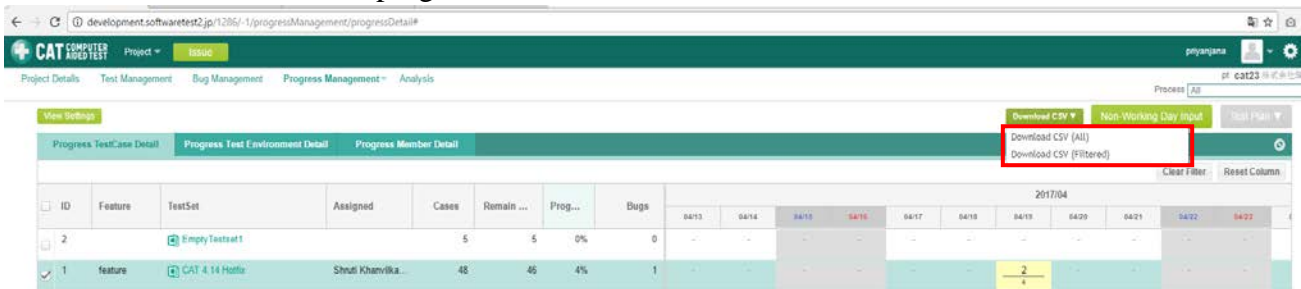 development.softwaretest2.jp/1286/-1/progressManagement/progressDetail#
CAT COMPUTER AIDED TEST Project Issue priyanjana
Project Details Test Management Bug Management Progress Management Analysis pt cat23
Process All
View Settings Download CSV ▼ Non-Working Day Input Test Plan ▼
Progress TestCase Detail Progress Test Environment Detail Progress Member Detail Download CSV (All)
Download CSV (Filtered)
Clear Filter Reset Column
ID Feature TestSet Assigned Cases Remain ... Prog... Bugs 2017/04
04/13 04/14 04/15 04/16 04/17 04/18 04/19 04/20 04/21 04/22 04/23
2 EmptyTestset1 5 5 0% 0 - - - - - - - - - - -
1 feature CAT 4.14 Hotfix Shruti Khanvilka... 48 46 4% 1 - - - - - - 2 - - - -
4